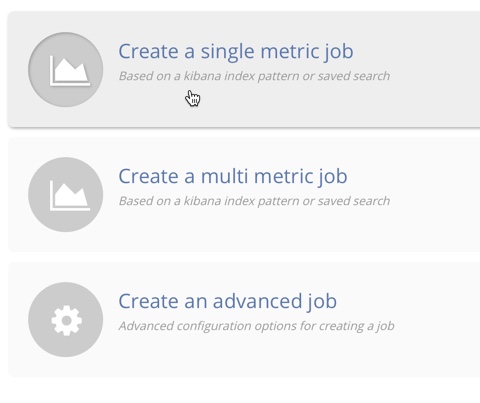 Create a single metric job
Based on a kibana index pattern or saved search
Create a multi metric job
Based on a kibana index pattern or saved search
Create an advanced job
Advanced configuration options for creating a job